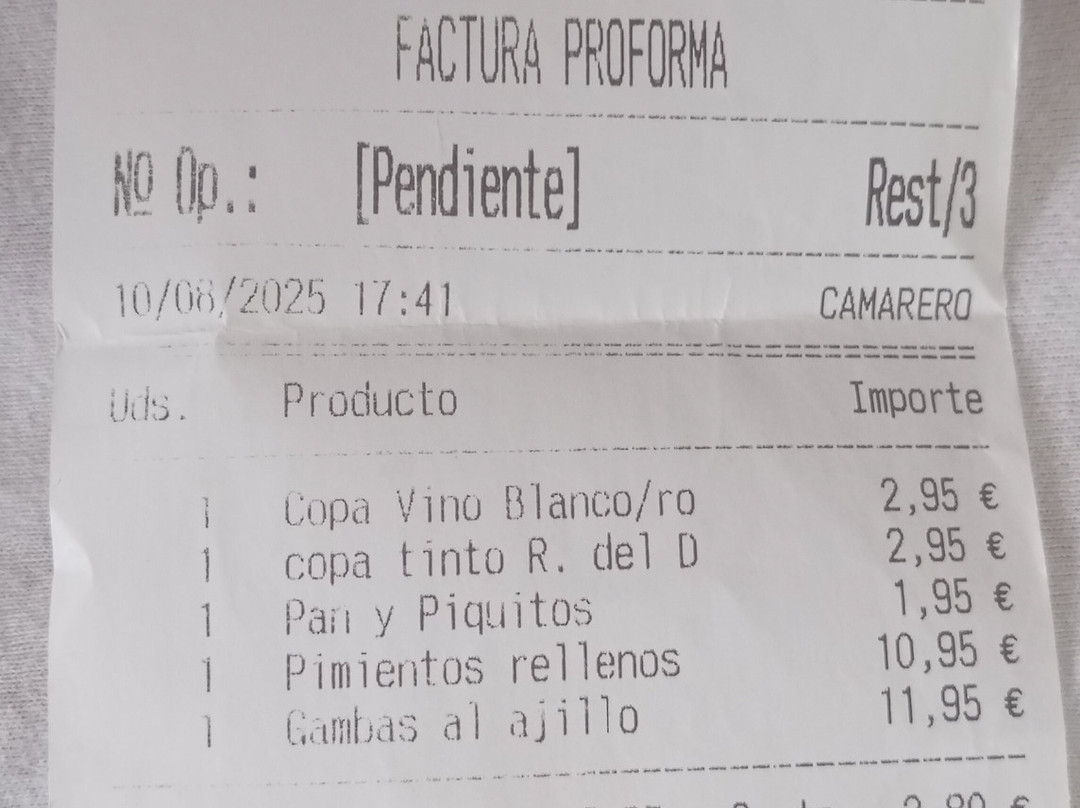 FACTURA PROFORMA
Nº Op.: [Pendiente] Rest/3
10/08/2025 17:41 CAMARERO
Uds. Producto Importe
1 Copa Vino Blanco/ro 2,95 €
1 copa tinto R. del D 2,95 €
1 Pan y Piquitos 1,95 €
1 Pimientos rellenos 10,95 €
1 Gambas al ajillo 11,95 €